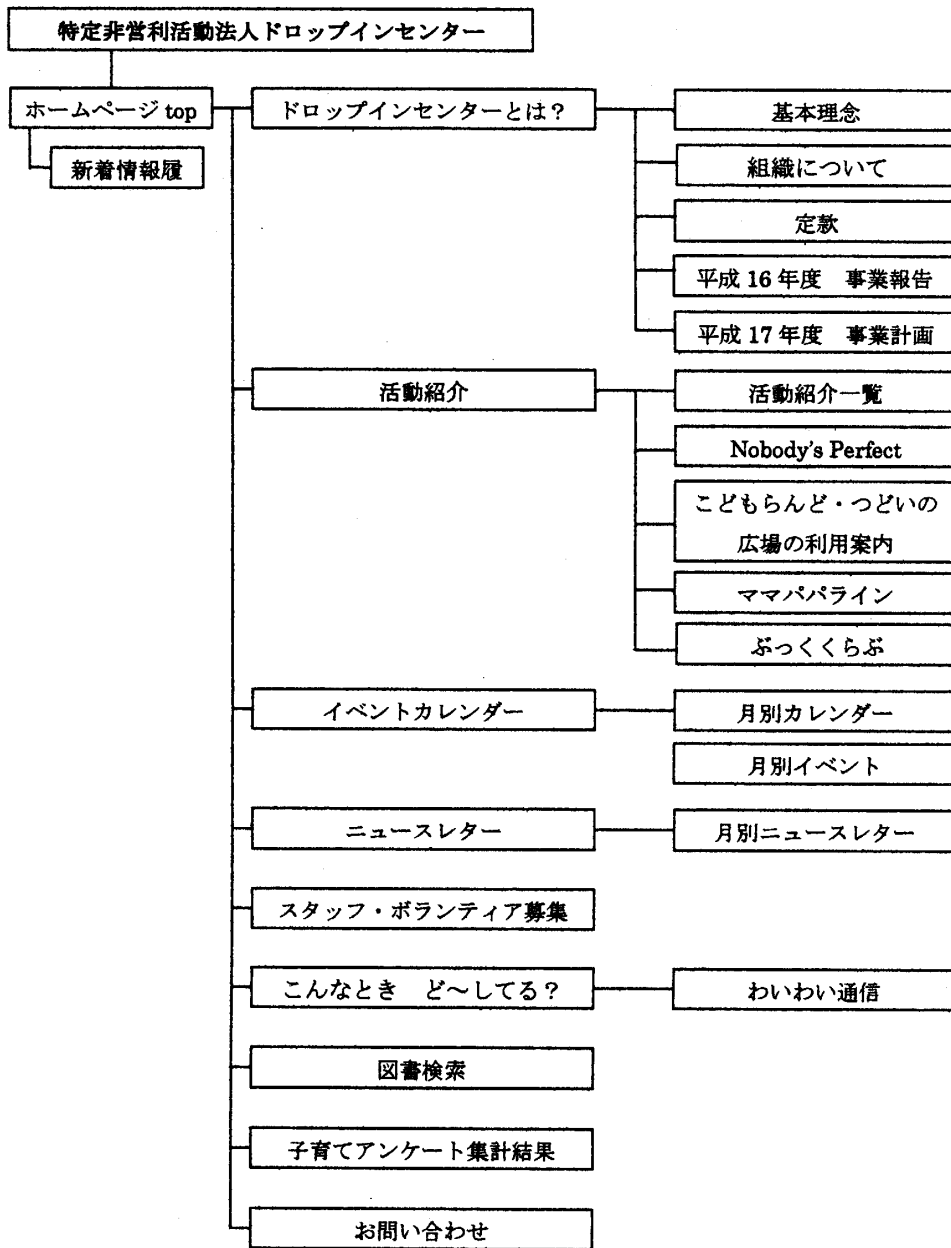 特定非営利活動法人ドロップインセンター
ホームページ top
新着情報履
ドロップインセンターとは？
基本理念
組織について
定款
平成 16 年度　事業報告
平成 17 年度　事業計画
活動紹介
活動紹介一覧
Nobody's Perfect
こどもらんど・つどいの
広場の利用案内
ママパパライン
ぶっくくらぶ
イベントカレンダー
月別カレンダー
月別イベント
ニュースレター
月別ニュースレター
スタッフ・ボランティア募集
こんなとき　ど～してる？
わいわい通信
図書検索
子育てアンケート集計結果
お問い合わせ